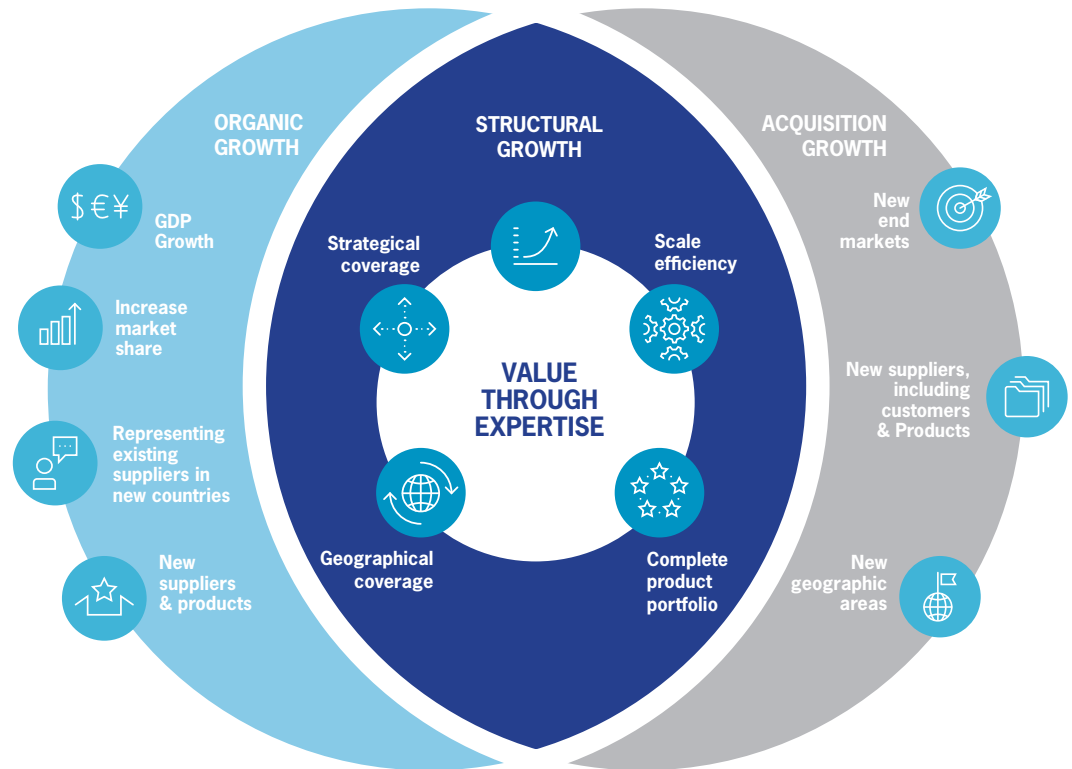 ORGANIC
GROWTH
$€¥
GDP
Growth
Increase
market
share
Representing
existing
suppliers in
new countries
New
suppliers
& products
STRUCTURAL
GROWTH
Strategical
coverage
Scale
efficiency
VALUE
THROUGH
EXPERTISE
Geographical
coverage
Complete
product
portfolio
ACQUISITION
GROWTH
New
end
markets
New suppliers,
including
customers
& Products
New
geographic
areas